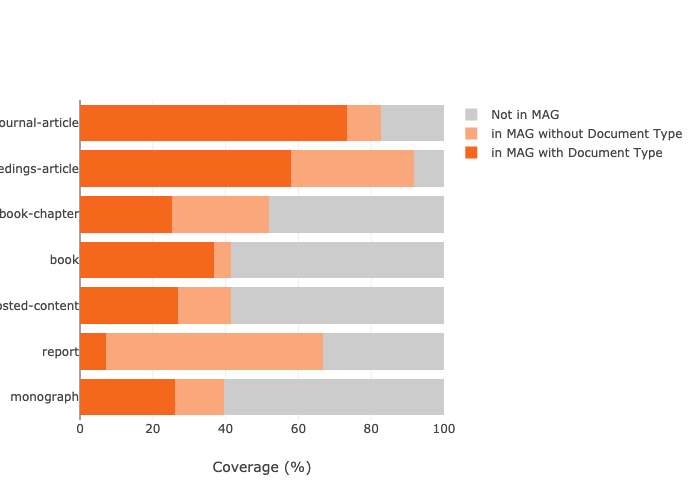 ournal-article
edings-article
book-chapter
book
osted-content
report
monograph
0 20 40 60 80 100
Coverage (%)
Not in MAG
in MAG without Document Type
in MAG with Document Type